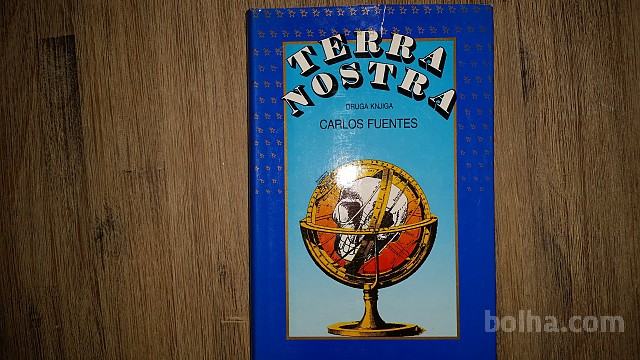 TERRA
NOSTRA
DRUGA KNJIGA
CARLOS FUENTES
bolha.com